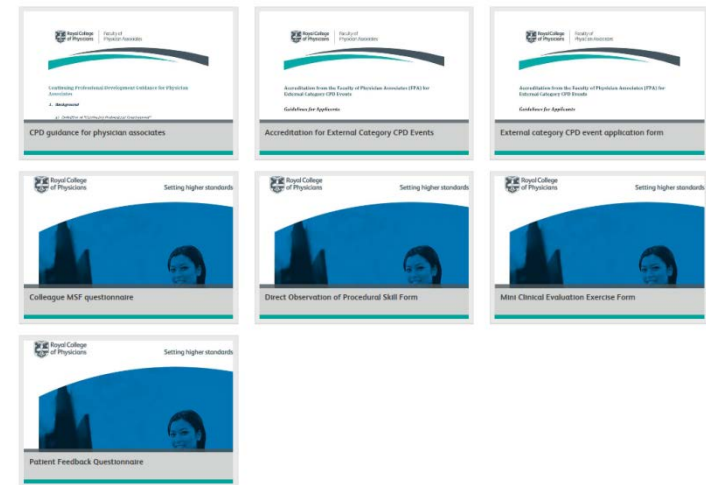 Royal College of Physicians
Faculty of Physician Associates
Continuing Professional Development Guidance for Physician Associates
1. Background
a) Definition of "Continuing Professional Development"
CPD guidance for physician associates
Royal College of Physicians
Faculty of Physician Associates
Accreditation from the Faculty of Physician Associates (FPA) for
External Category CPD Events
Guidelines for Applicants
Accreditation for External Category CPD Events
Royal College of Physicians
Faculty of Physician Associates
Accreditation from the Faculty of Physician Associates (FPA) for
External Category CPD Events
Guidelines for Applicants
External category CPD event application form
Royal College
of Physicians
Setting higher standards
Colleague MSF questionnaire
Royal College
of Physicians
Setting higher standards
Direct Observation of Procedural Skill Form
Royal College
of Physicians
Setting higher standards
Mini Clinical Evaluation Exercise Form
Royal College
of Physicians
Setting higher standards
Patient Feedback Questionnaire